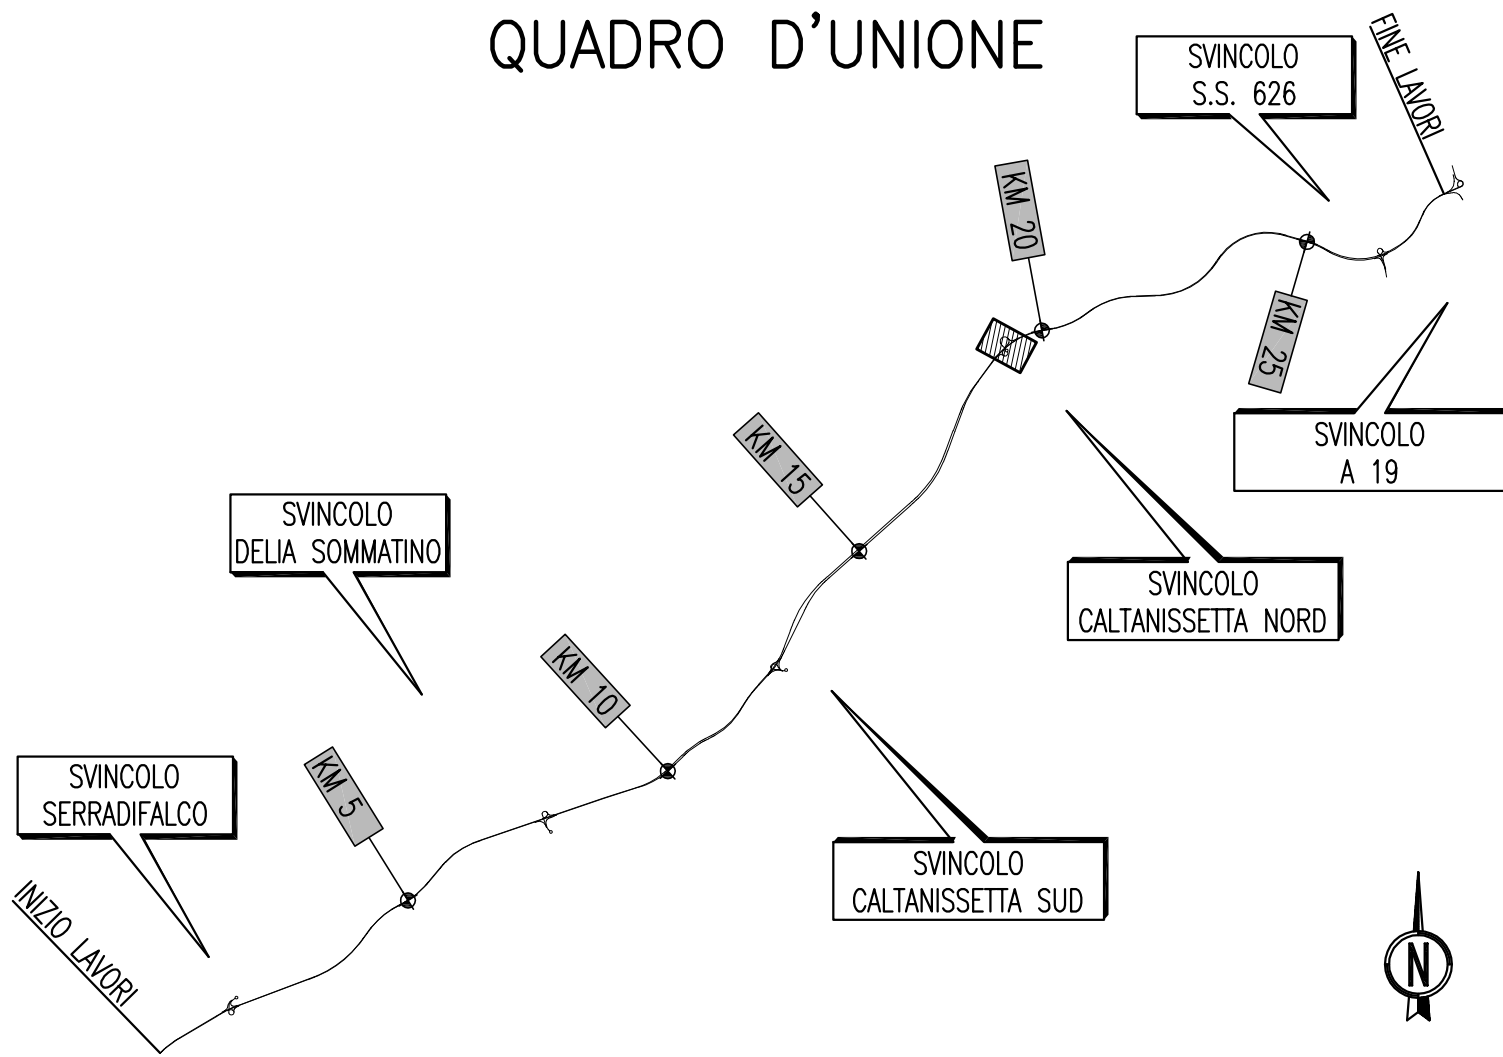 QUADRO D'UNIONE
SVINCOLO
S.S. 626
FINE LAVORI
KM 20
KM 25
SVINCOLO
A 19
KM 15
SVINCOLO
DELIA SOMMATINO
SVINCOLO
CALTANISSETTA NORD
KM 10
KM 5
SVINCOLO
SERRADIFALCO
SVINCOLO
CALTANISSETTA SUD
INIZIO LAVORI
N